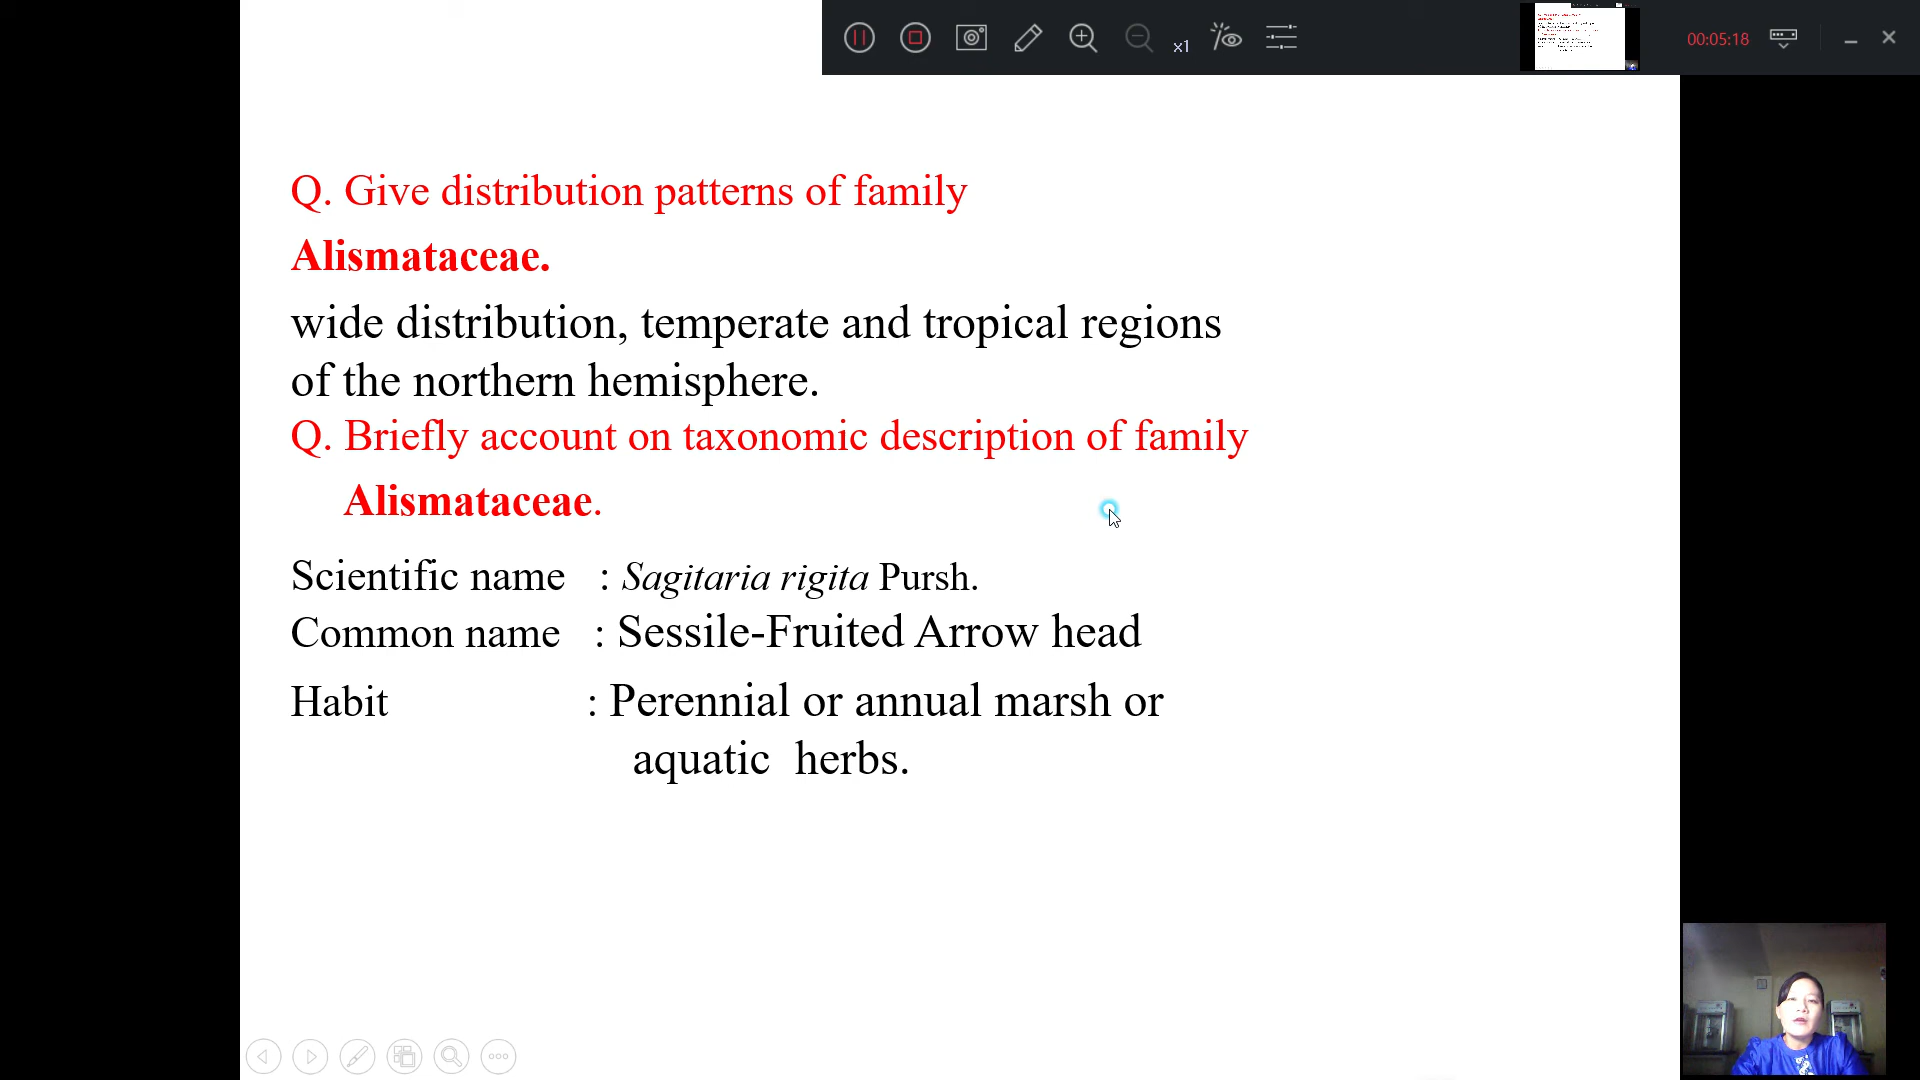 x1
00:05:18
Q. Give distribution patterns of family
Alismataceae.
wide distribution, temperate and tropical regions
of the northern hemisphere.
Q. Briefly account on taxonomic description of family
Alismataceae.
Scientific name : Sagitaria rigita Pursh.
Common name : Sessile-Fruited Arrow head
Habit : Perennial or annual marsh or
aquatic herbs.